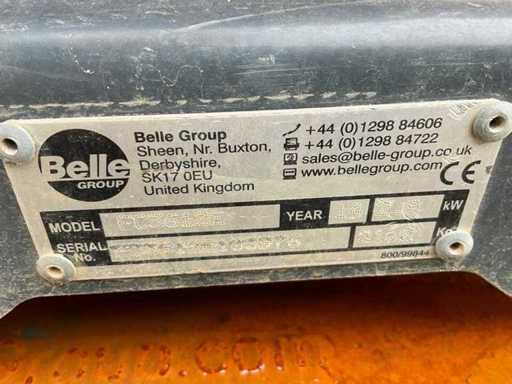 Belle
GROUP
Belle Group
Sheen, Nr. Buxton,
Derbyshire,
SK17 0EU
United Kingdom
+44 (0)1298 84606
+44 (0)1298 84722
sales@belle-group.co.uk
www.bellegroup.com
CE
MODEL
YEAR
kW
SERIAL
No.
Kg
800/99844
.com